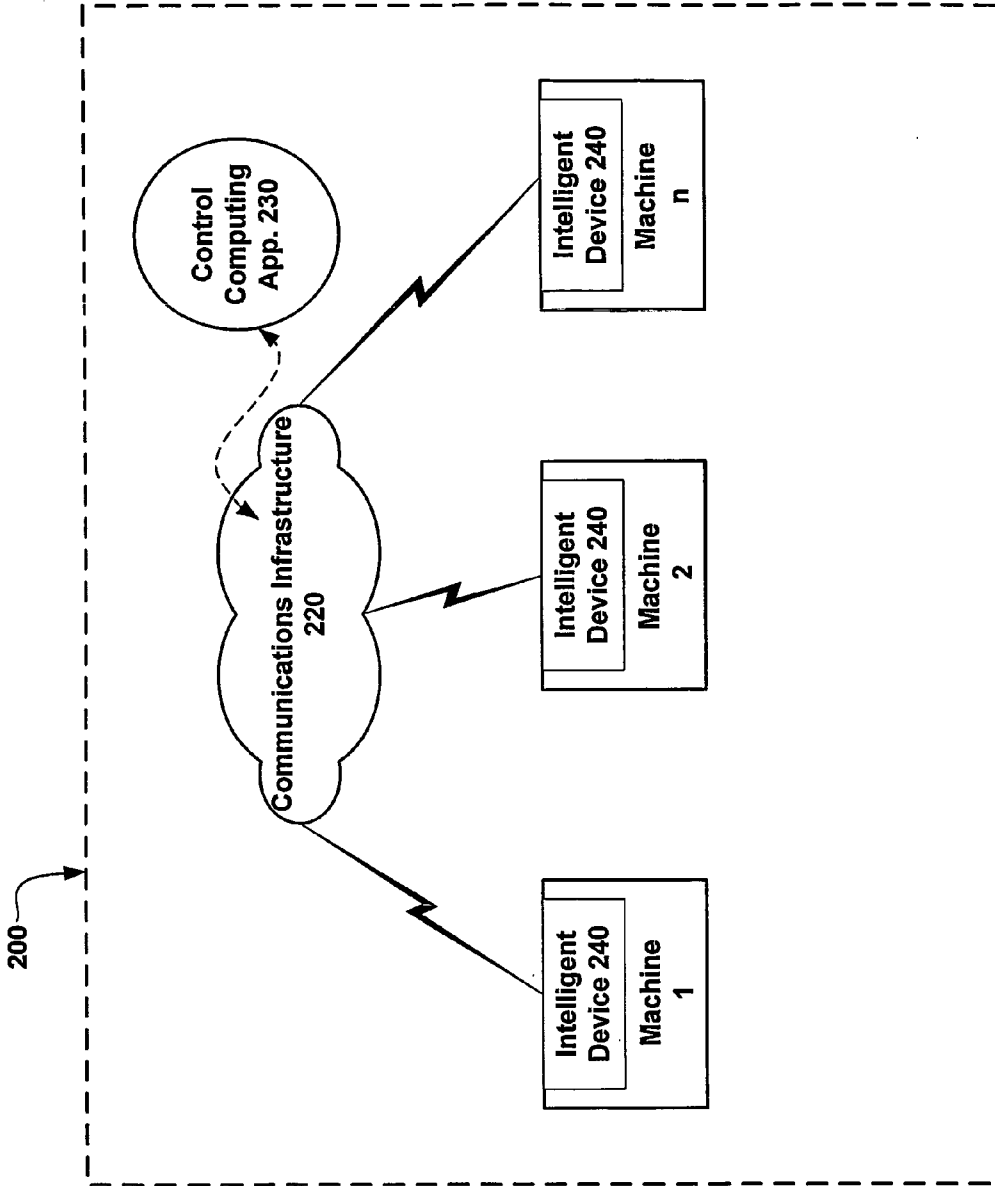 200
Control
Computing
App. 230
Communications Infrastructure
220
Intelligent
Device 240
Machine
1
Intelligent
Device 240
Machine
2
Intelligent
Device 240
Machine
n